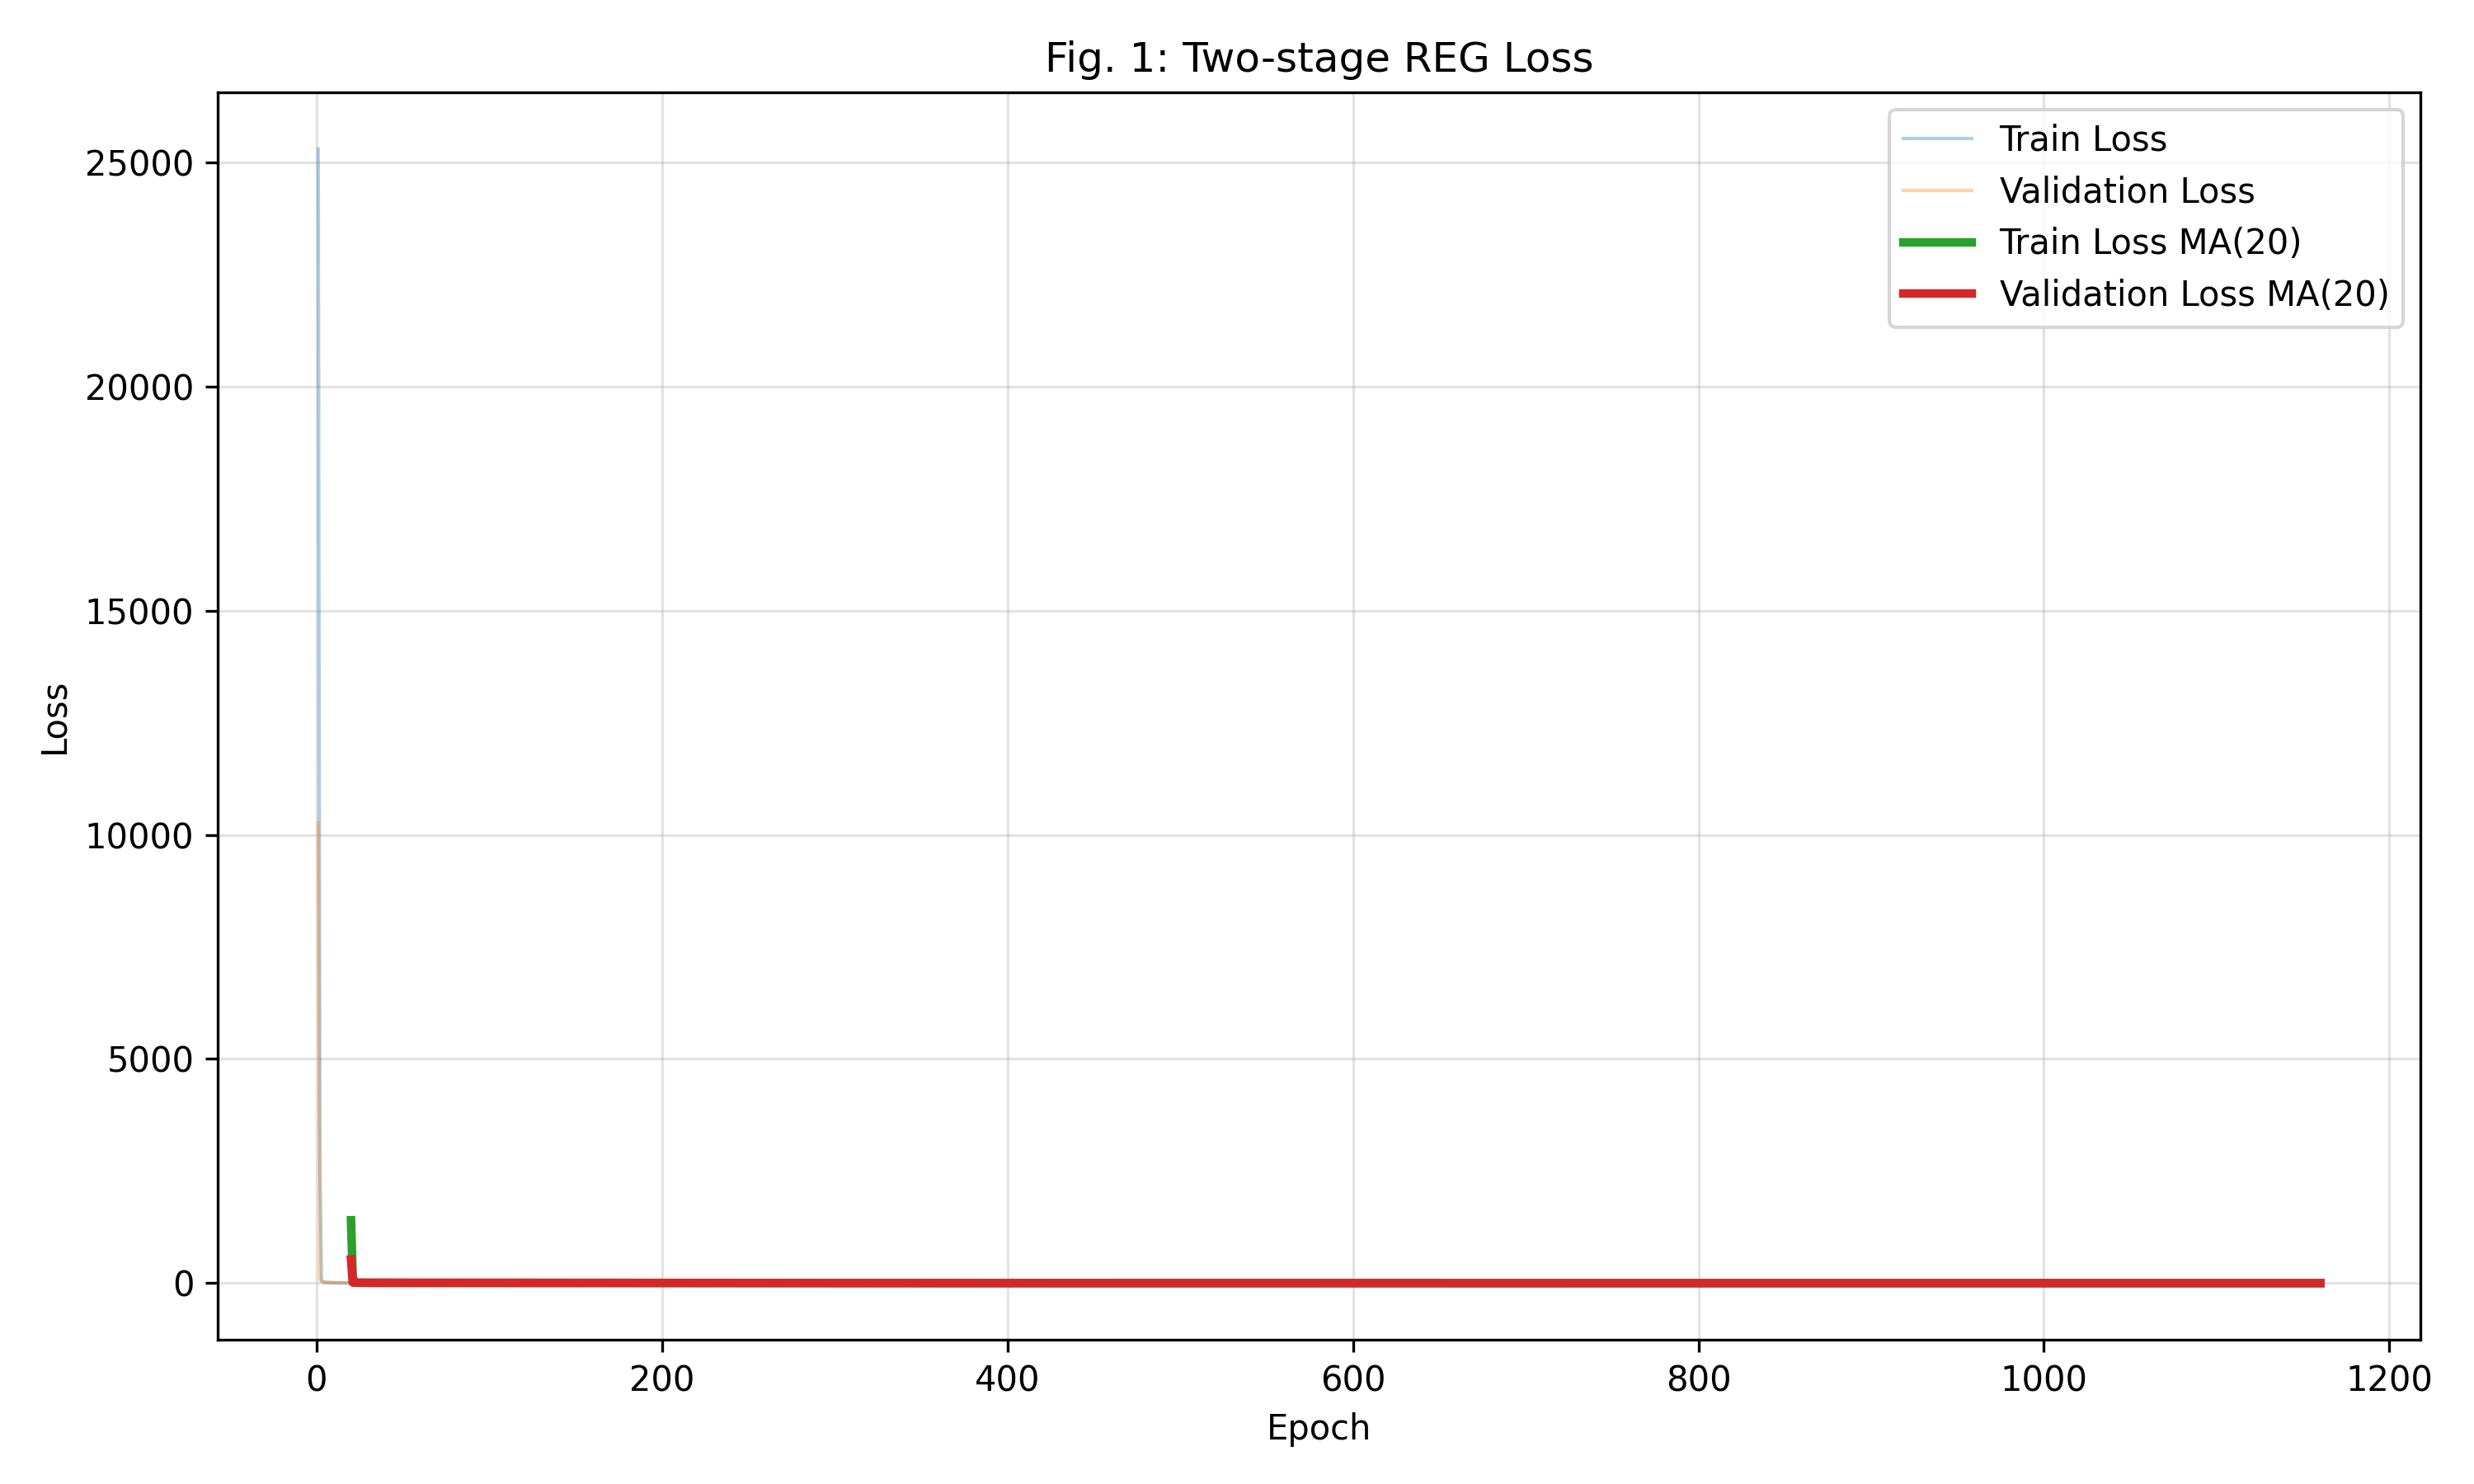 Fig. 1: Two-stage REG Loss
Train Loss
Validation Loss
Train Loss MA(20)
Validation Loss MA(20)
25000
20000
15000
10000
5000
0
Loss
0 200 400 600 800 1000 1200
Epoch